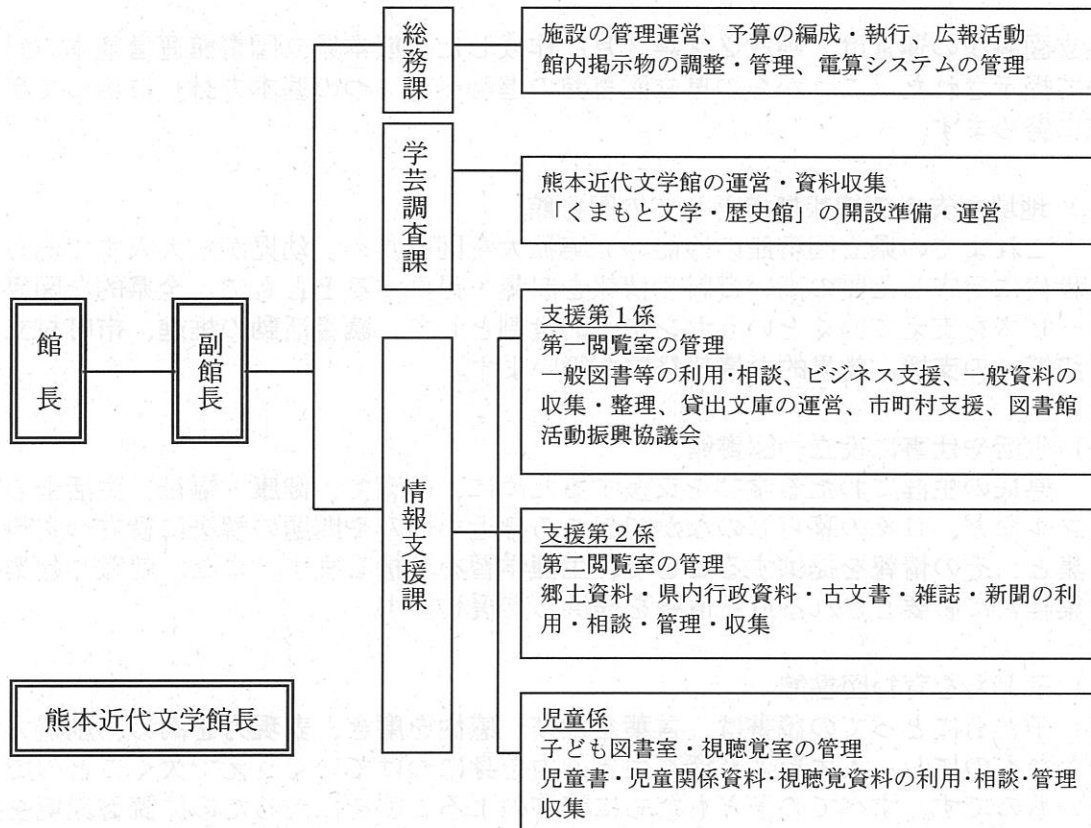 総務課
施設の管理運営、予算の編成・執行、広報活動
館内掲示物の調整・管理、電算システムの管理
学芸調査課
熊本近代文学館の運営・資料収集
「くまもと文学・歴史館」の開設準備・運営
館長
副館長
情報支援課
支援第1係
第一閲覧室の管理
一般図書等の利用・相談、ビジネス支援、一般資料の
収集・整理、貸出文庫の運営、市町村支援、図書館
活動振興協議会
支援第2係
第二閲覧室の管理
郷土資料・県内行政資料・古文書・雑誌・新聞の利
用・相談・管理・収集
熊本近代文学館長
児童係
子ども図書室・視聴覚室の管理
児童書・児童関係資料・視聴覚資料の利用・相談・管理
収集